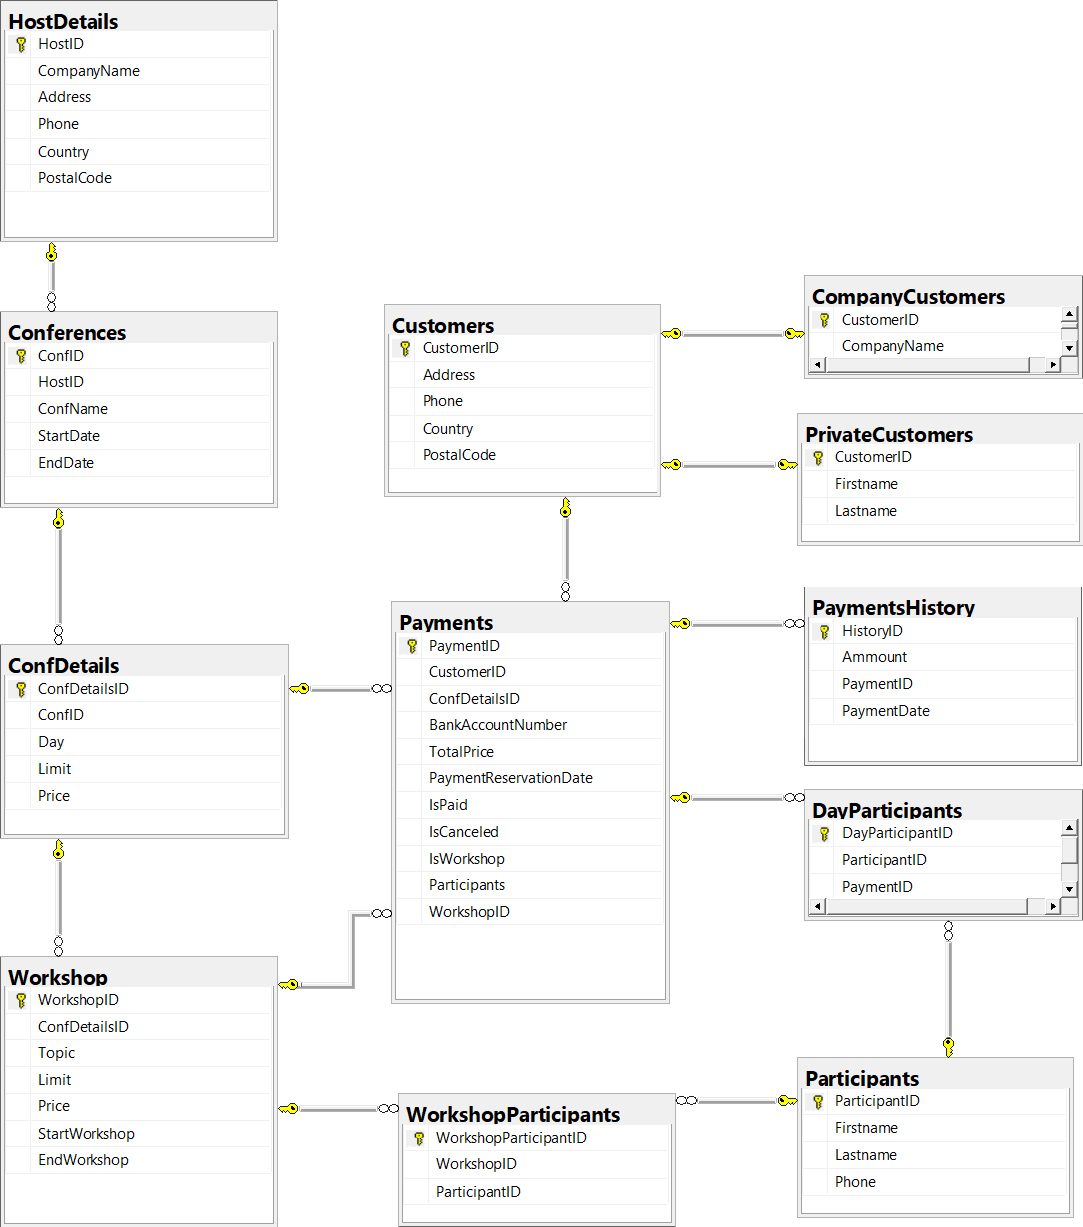 HostDetails
HostID
CompanyName
Address
Phone
Country
PostalCode
Conferences
ConfID
HostID
ConfName
StartDate
EndDate
ConfDetails
ConfDetailsID
ConfID
Day
Limit
Price
Workshop
WorkshopID
ConfDetailsID
Topic
Limit
Price
StartWorkshop
EndWorkshop
Customers
CustomerID
Address
Phone
Country
PostalCode
Payments
PaymentID
CustomerID
ConfDetailsID
BankAccountNumber
TotalPrice
PaymentReservationDate
IsPaid
IsCanceled
IsWorkshop
Participants
WorkshopID
WorkshopParticipants
WorkshopParticipantID
WorkshopID
ParticipantID
CompanyCustomers
CustomerID
CompanyName
PrivateCustomers
CustomerID
Firstname
Lastname
PaymentsHistory
HistoryID
Ammount
PaymentID
PaymentDate
DayParticipants
DayParticipantID
ParticipantID
PaymentID
Participants
ParticipantID
Firstname
Lastname
Phone